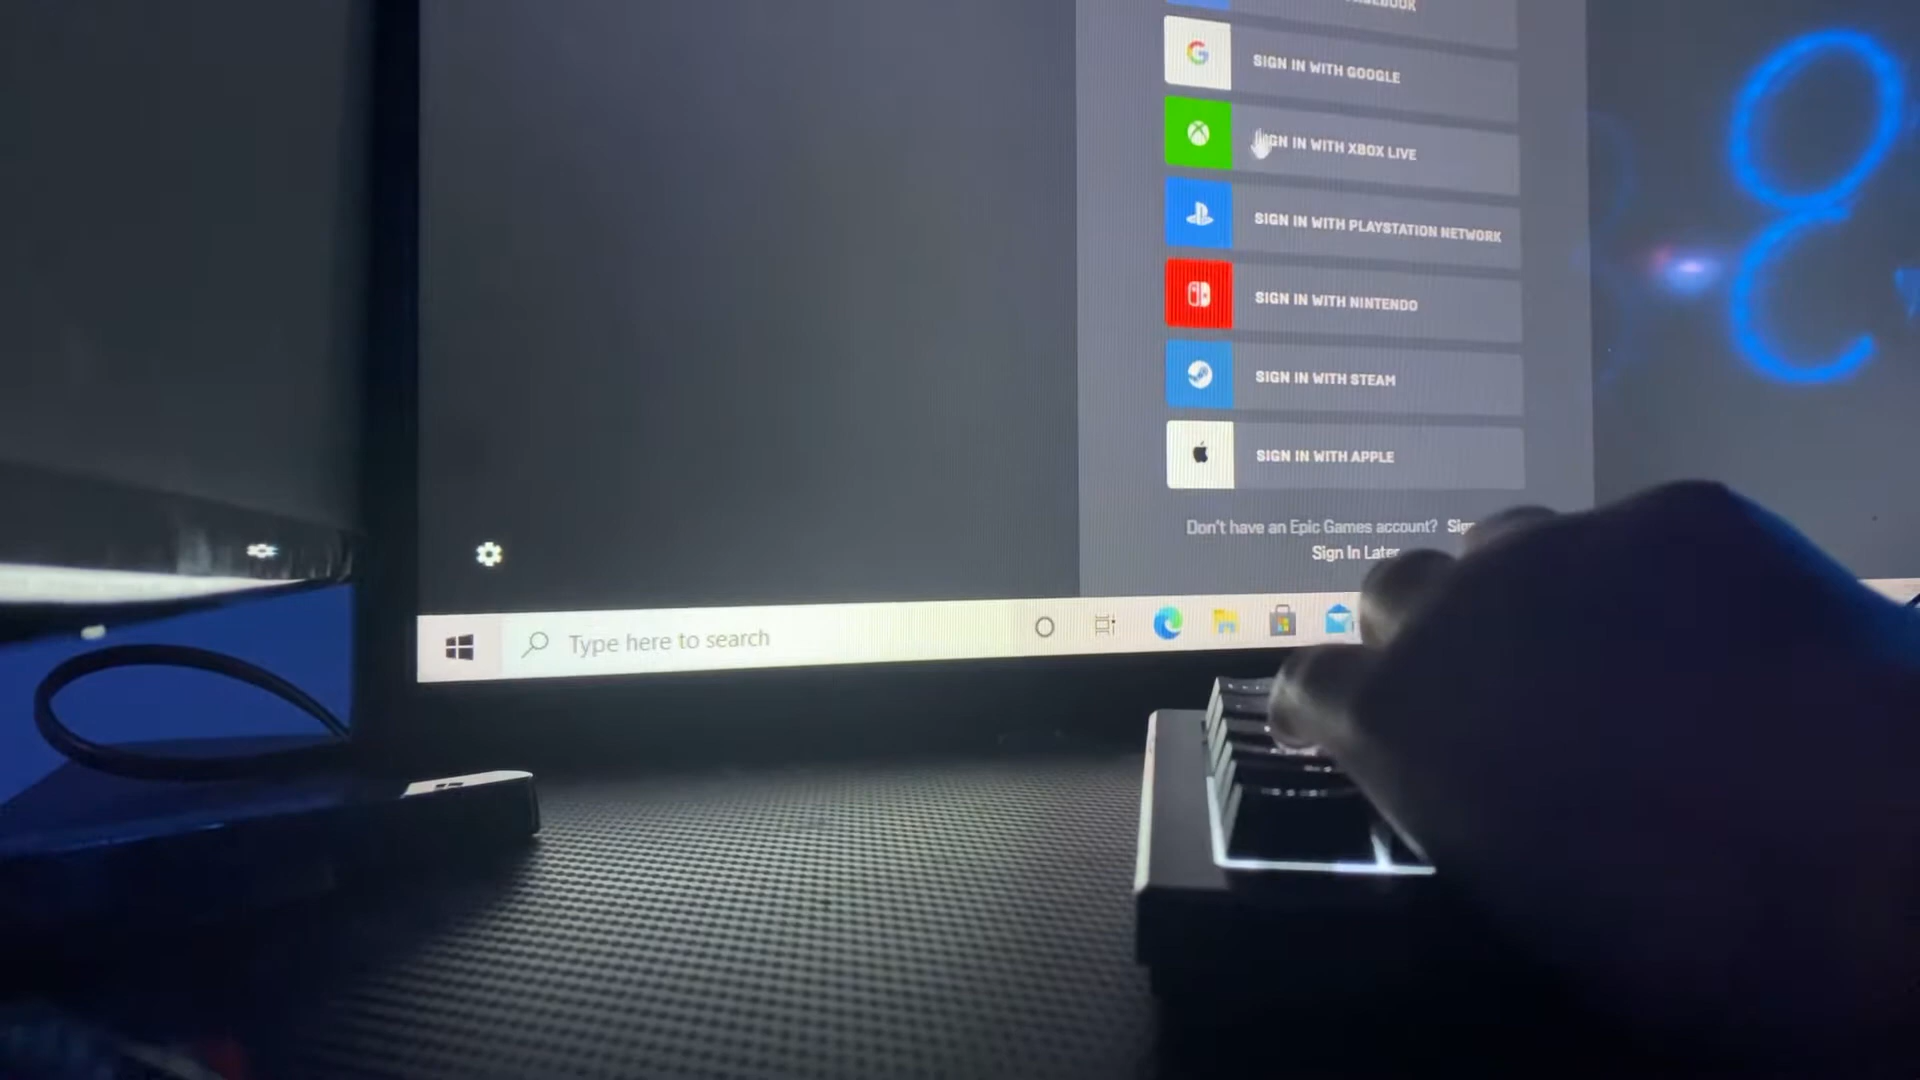 SIGN IN WITH GOOGLE
SIGN IN WITH XBOX LIVE
SIGN IN WITH PLAYSTATION NETWORK
SIGN IN WITH NINTENDO
SIGN IN WITH STEAM
SIGN IN WITH APPLE
Don't have an Epic Games account?
Sign In Later
Type here to search